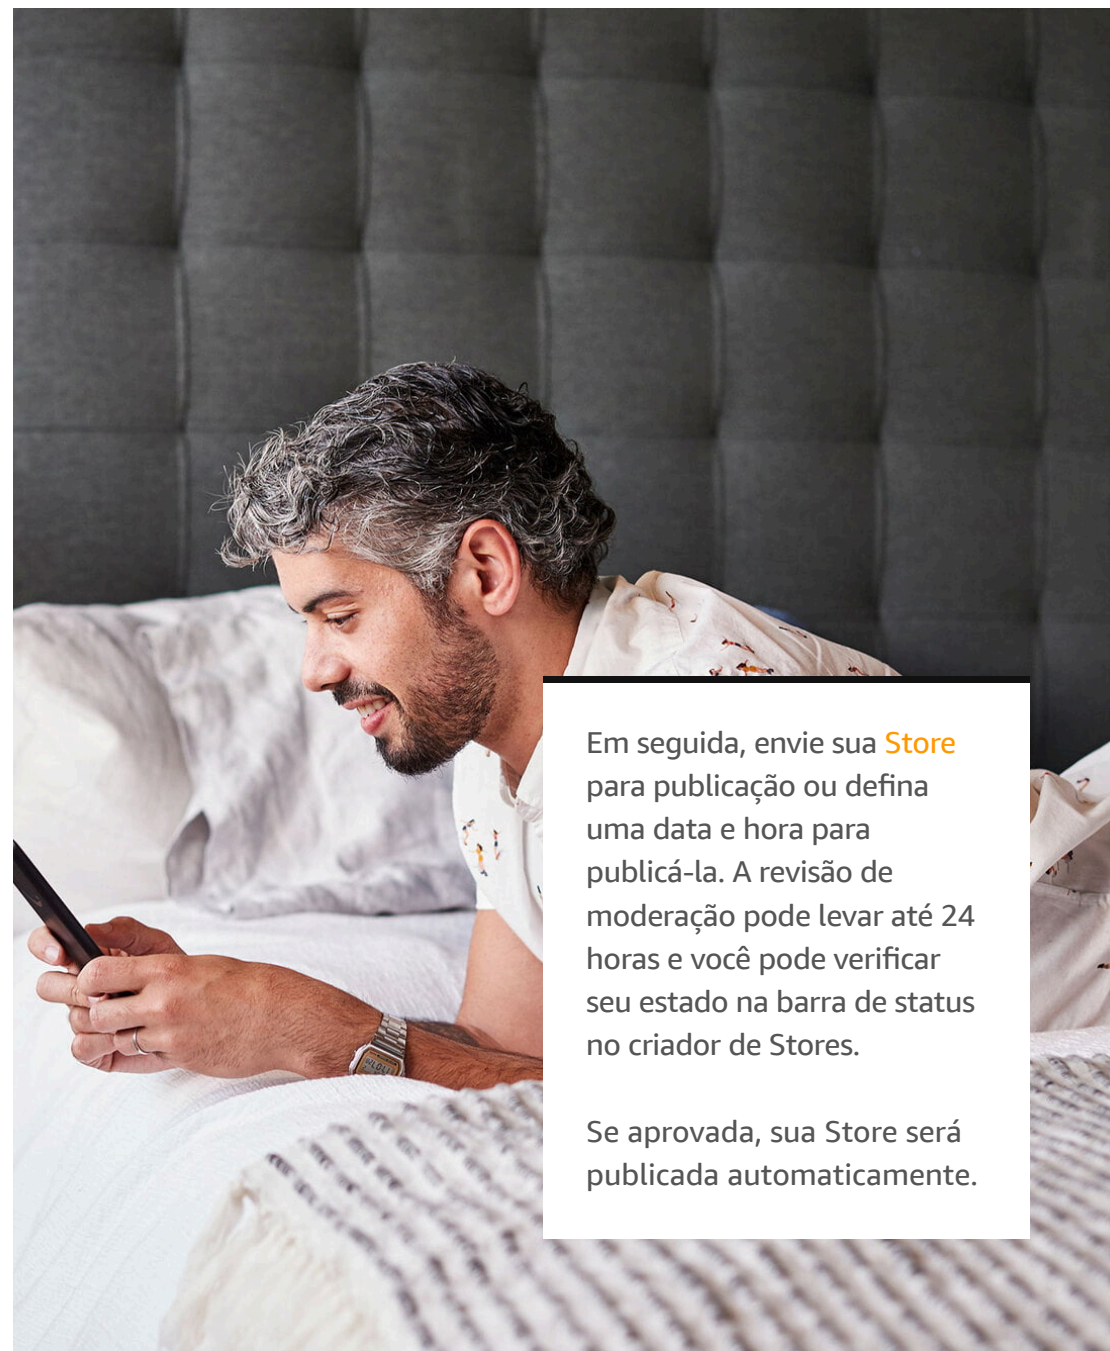 Em seguida, envie sua Store
para publicação ou defina
uma data e hora para
publicá-la. A revisão de
moderação pode levar até 24
horas e você pode verificar
seu estado na barra de status
no criador de Stores.
Se aprovada, sua Store será
publicada automaticamente.